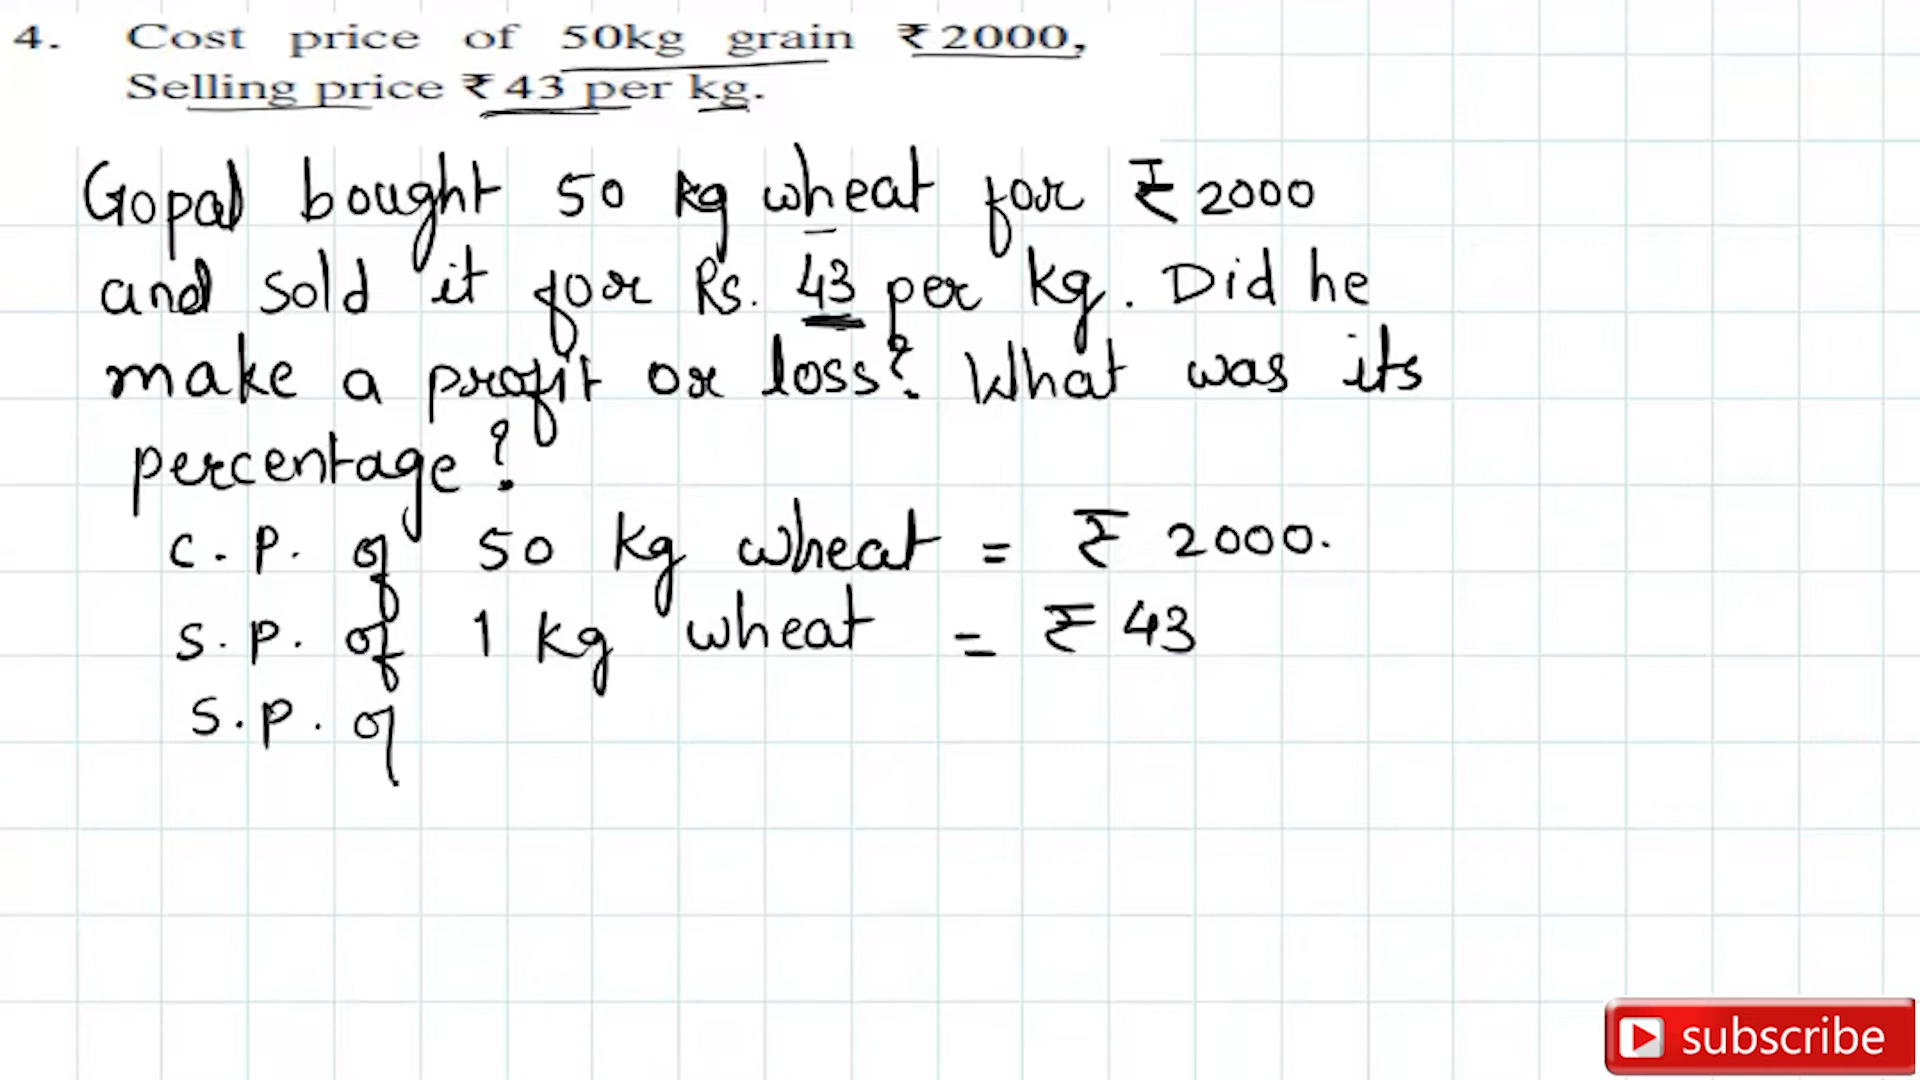 4. Cost price of 50kg grain ₹ 2000,
Selling price ₹ 43 per kg.
Gopal bought 50 kg wheat for ₹ 2000
and sold it for Rs. 43 per kg. Did he
make a profit or loss? What was its
percentage?
C.P. of 50 kg wheat = ₹ 2000.
S.P. of 1 kg wheat = ₹ 43
S.P. of
subscribe